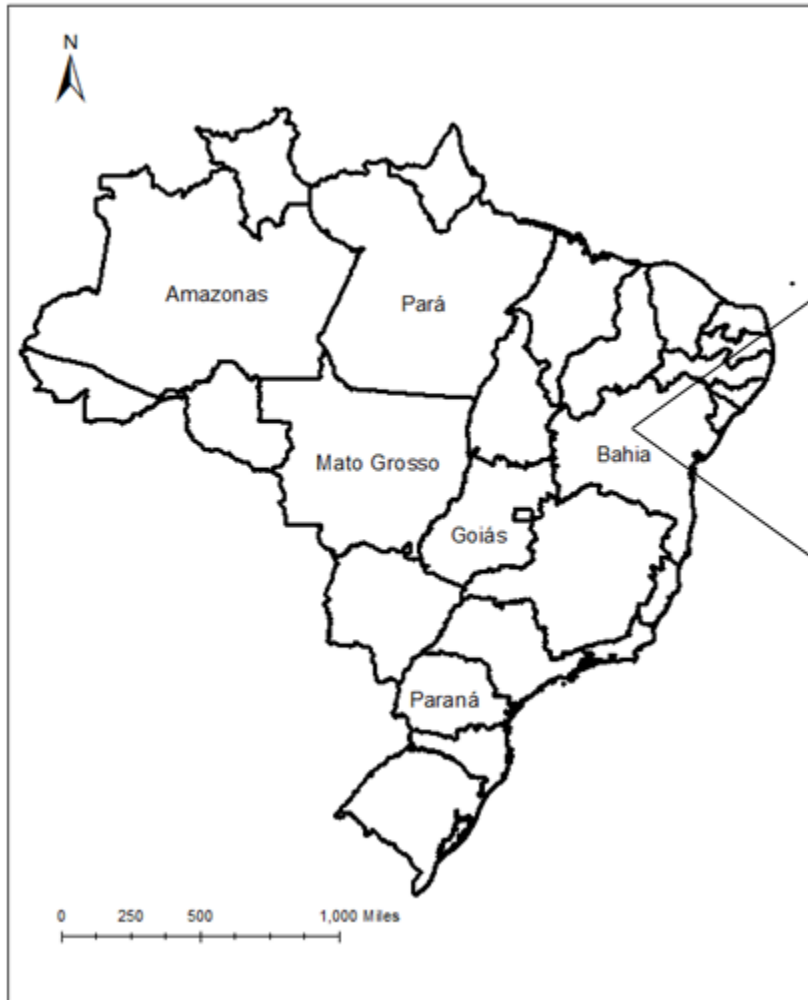 N
Amazonas
Pará
Mato Grosso
Bahia
Goiás
Paraná
0 250 500 1,000 Miles